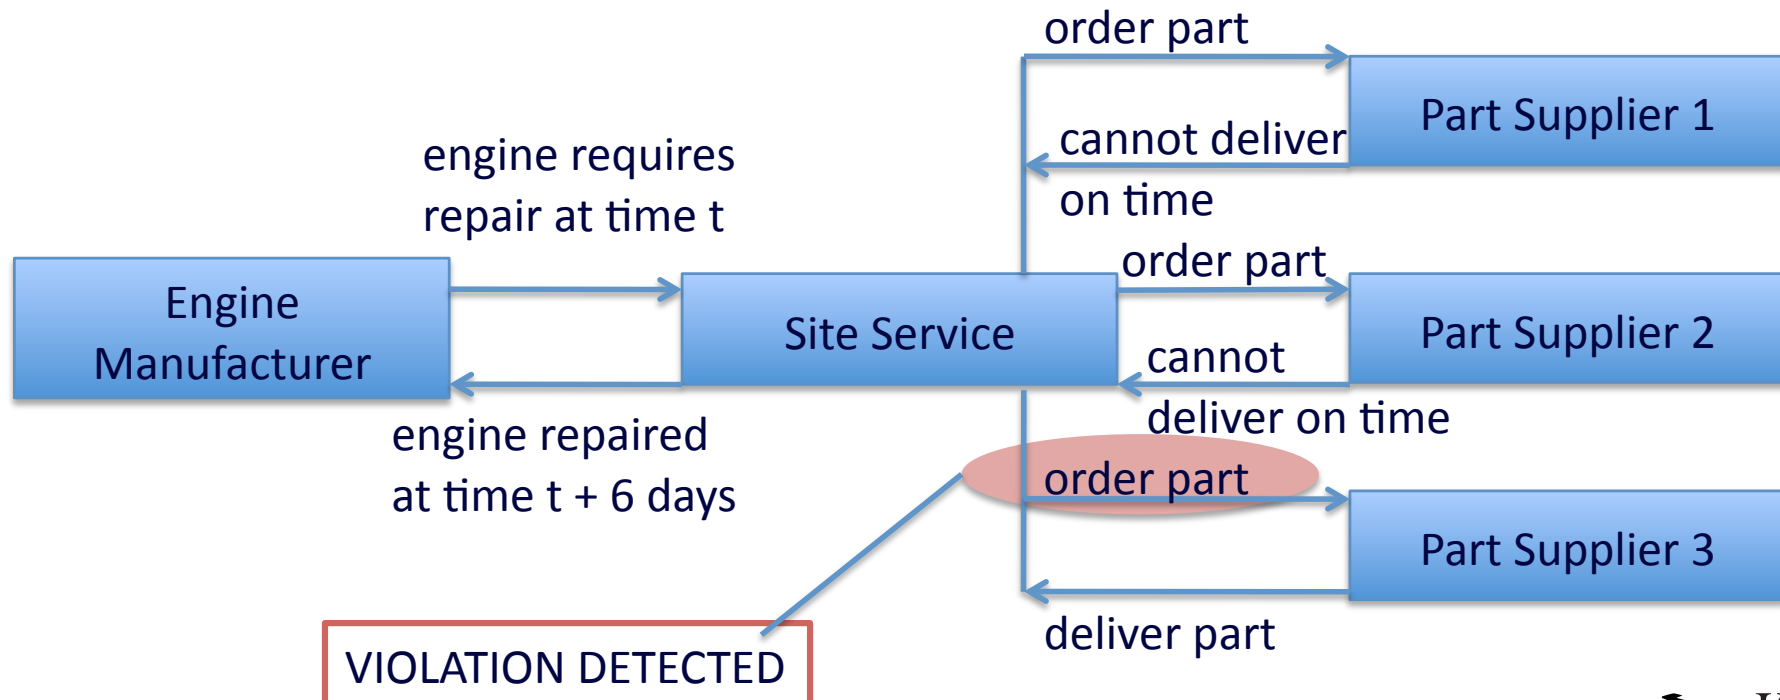 order part
Part Supplier 1
cannot deliver
on time
engine requires
repair at time t
order part
Engine
Manufacturer
Site Service
Part Supplier 2
cannot
deliver on time
engine repaired
at time t + 6 days
order part
Part Supplier 3
deliver part
VIOLATION DETECTED